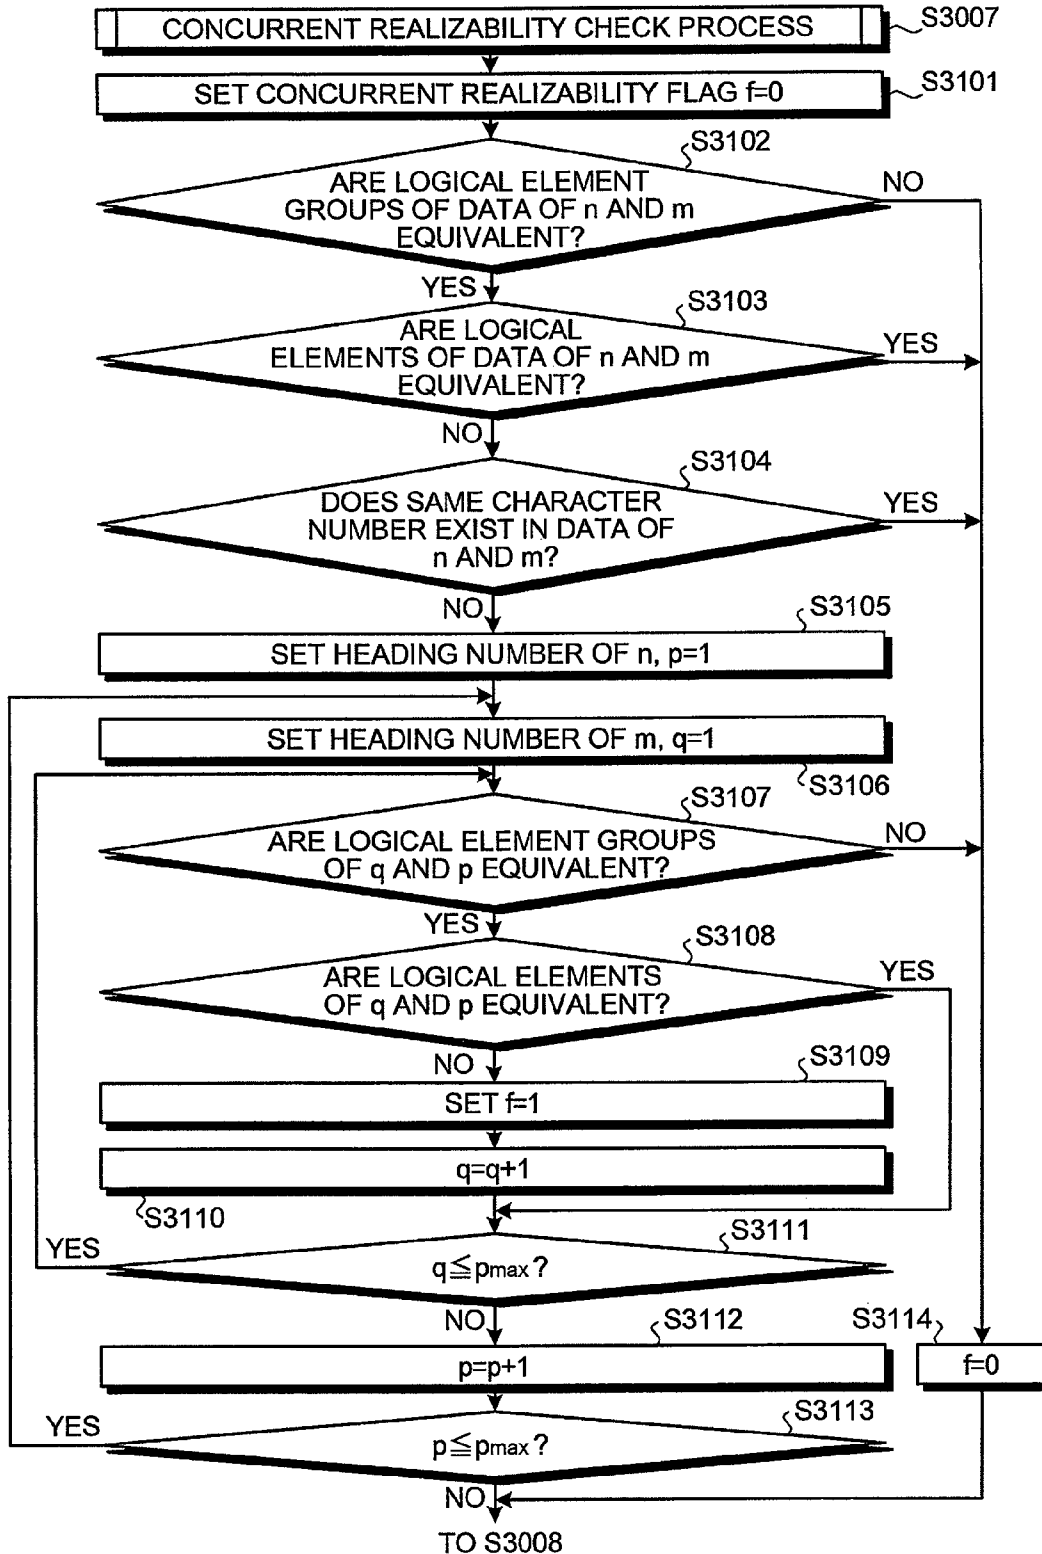 CONCURRENT REALIZABILITY CHECK PROCESS
S3007
SET CONCURRENT REALIZABILITY FLAG f=0
S3101
S3102
ARE LOGICAL ELEMENT
GROUPS OF DATA OF n AND m
EQUIVALENT?
NO
YES
S3103
ARE LOGICAL
ELEMENTS OF DATA OF n AND m
EQUIVALENT?
YES
NO
S3104
DOES SAME CHARACTER
NUMBER EXIST IN DATA OF
n AND m?
YES
NO
S3105
SET HEADING NUMBER OF n, p=1
SET HEADING NUMBER OF m, q=1
S3106
S3107
ARE LOGICAL ELEMENT GROUPS
OF q AND p EQUIVALENT?
NO
YES
S3108
ARE LOGICAL ELEMENTS
OF q AND p EQUIVALENT?
YES
NO
S3109
SET f=1
q=q+1
S3110
S3111
YES
q≦pmax?
NO
S3112
S3114
p=p+1
f=0
S3113
YES
p≦pmax?
NO
TO S3008